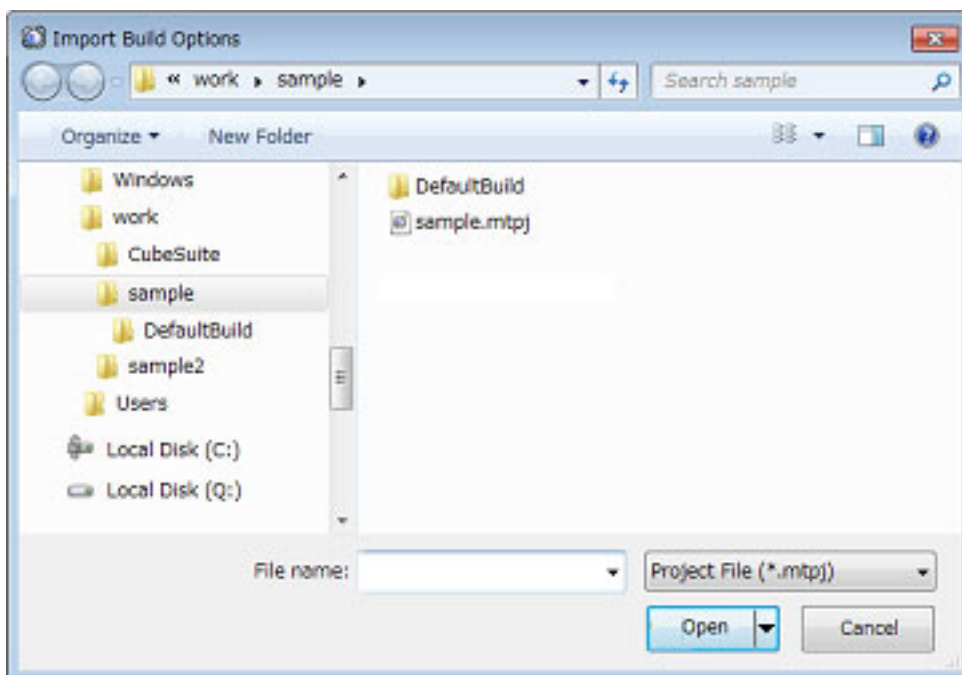 Import Build Options
« work ▸ sample ▸
Search sample
Organize
New Folder
Windows
work
CubeSuite
sample
DefaultBuild
sample2
Users
Local Disk (C:)
Local Disk (Q:)
DefaultBuild
sample.mtpj
File name:
Project File (*.mtpj)
Open
Cancel